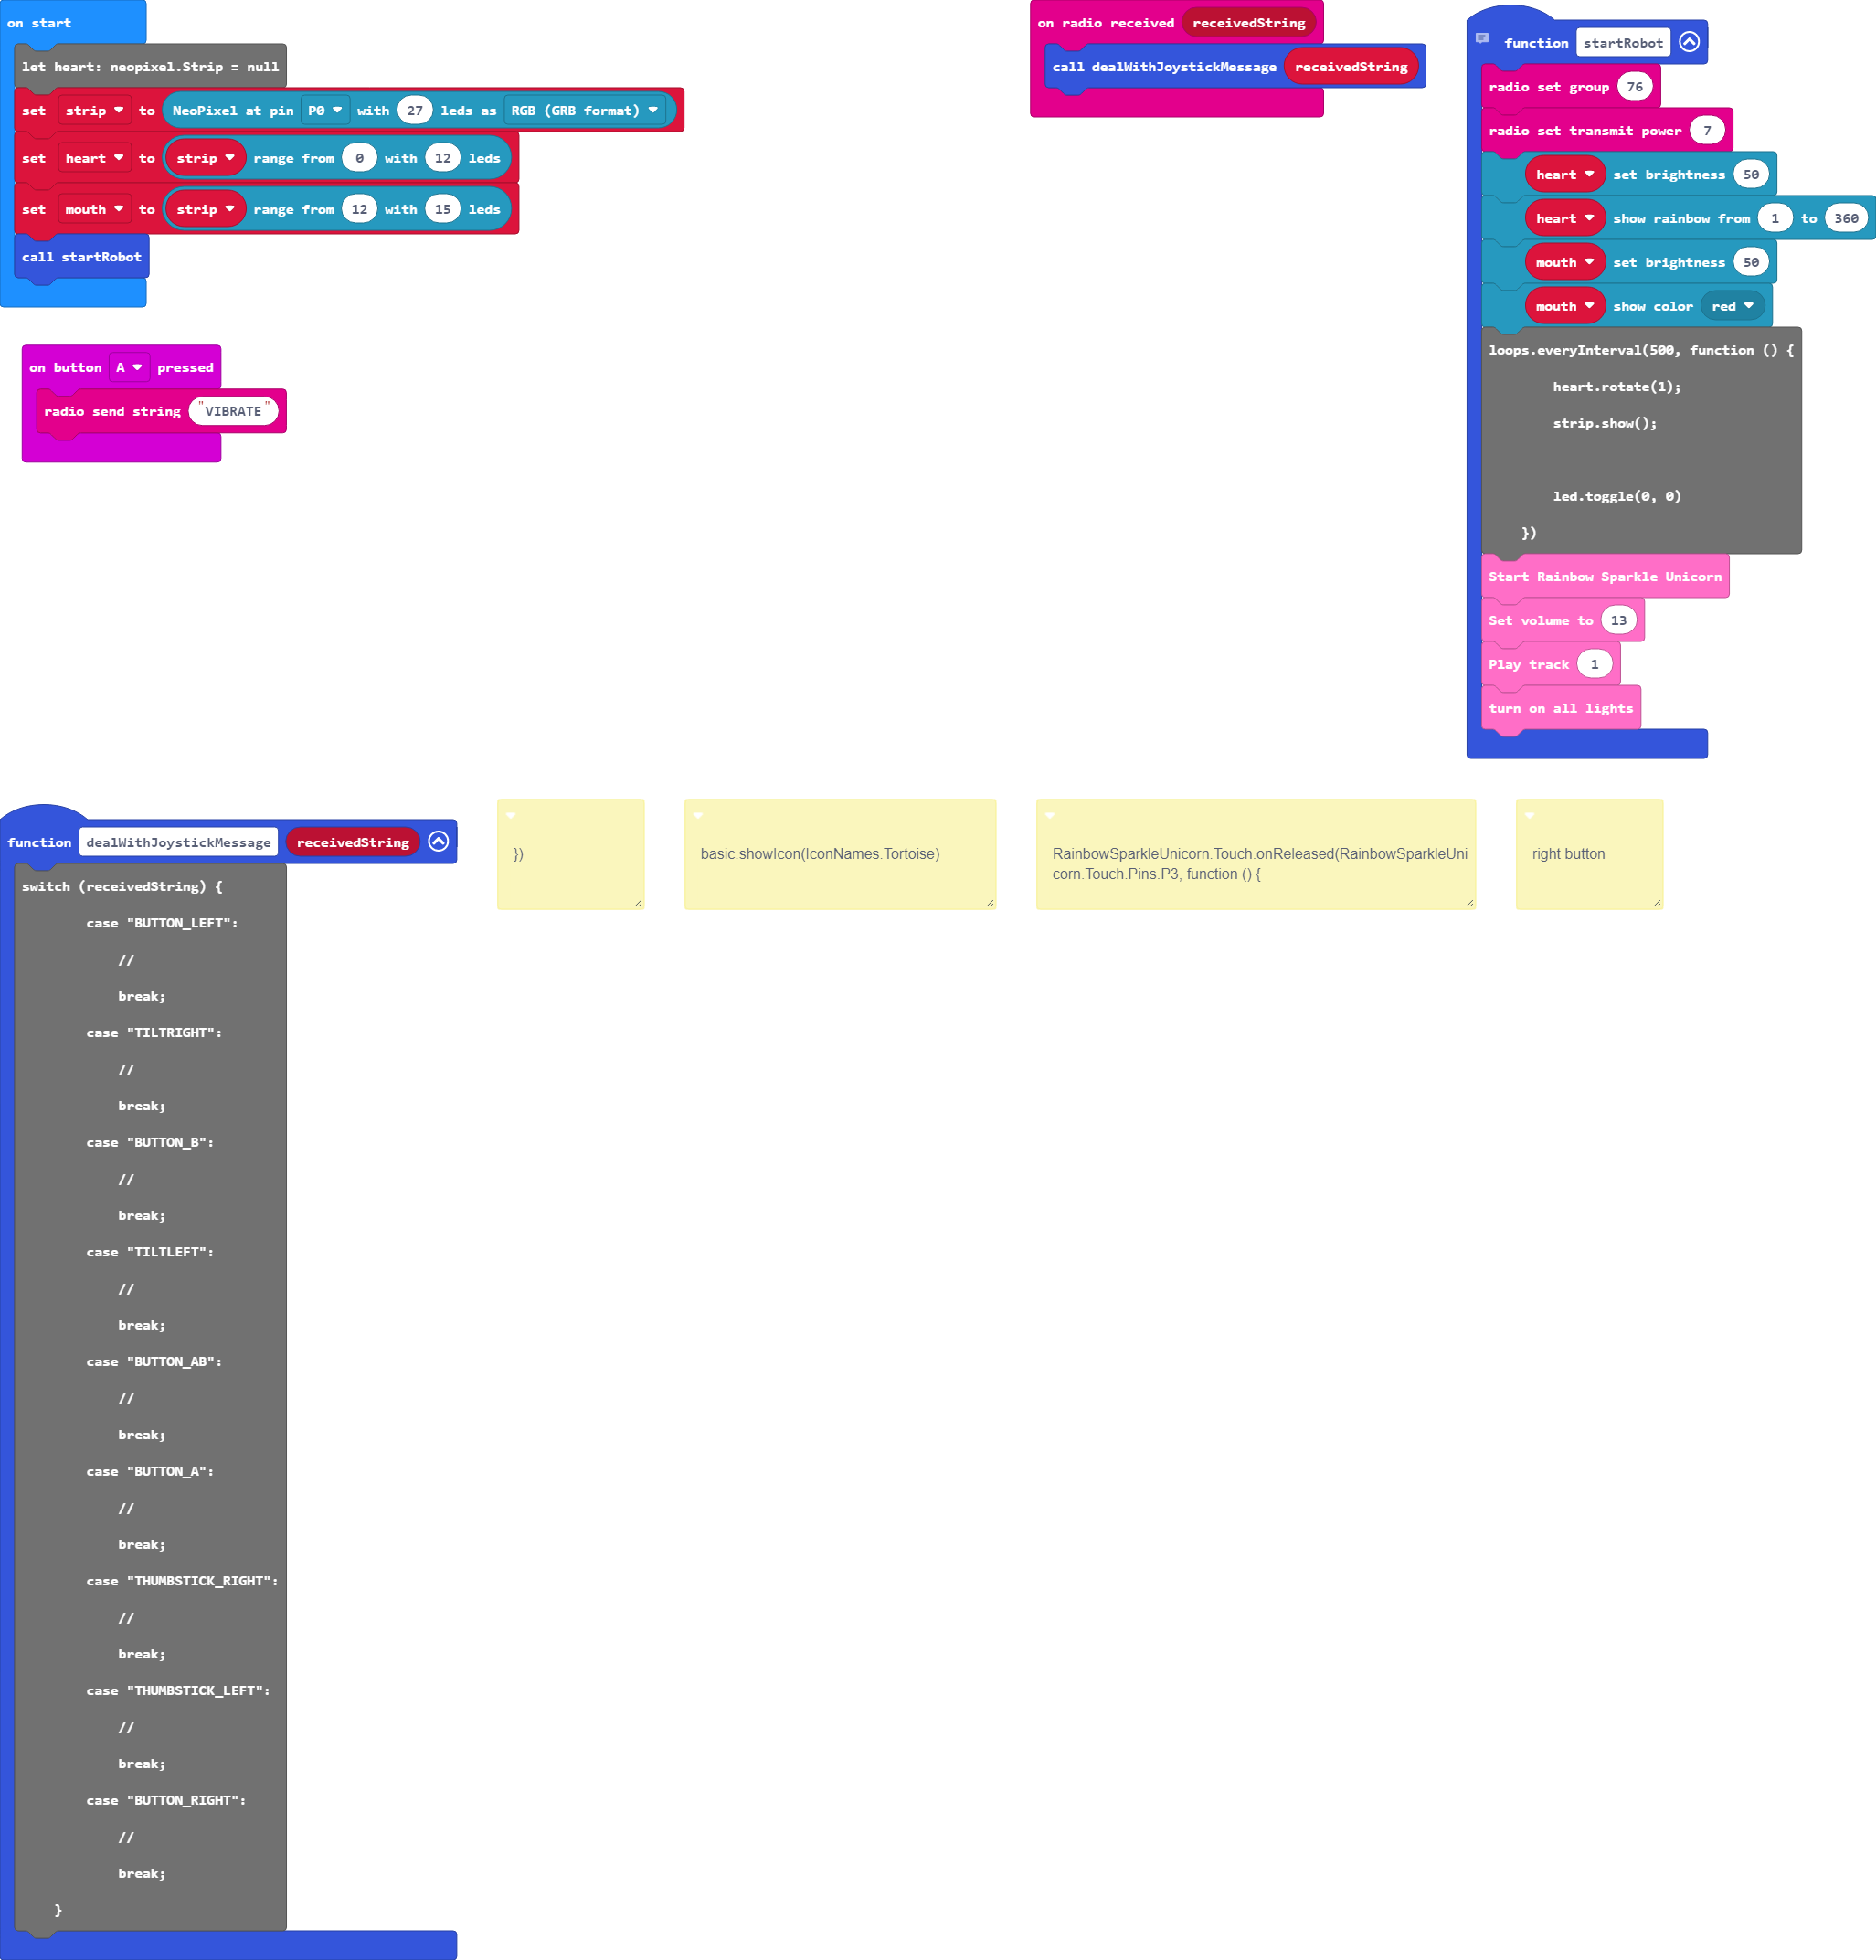 on start
let heart: neopixel.Strip = null
set strip to NeoPixel at pin P0 with 27 leds as RGB (GRB format)
set heart to strip range from 0 with 12 leds
set mouth to strip range from 12 with 15 leds
call startRobot
on button A pressed
radio send string "VIBRATE"
on radio received receivedString
call dealWithJoystickMessage receivedString
function startRobot
radio set group 76
radio set transmit power 7
heart set brightness 50
heart show rainbow from 1 to 360
mouth set brightness 50
mouth show color red
loops.everyInterval(500, function () {
heart.rotate(1);
strip.show();
led.toggle(0, 0)
})
Start Rainbow Sparkle Unicorn
Set volume to 13
Play track 1
turn on all lights
function dealWithJoystickMessage receivedString
switch (receivedString) {
case "BUTTON_LEFT":
//
break;
case "TILTRIGHT":
//
break;
case "BUTTON_B":
//
break;
case "TILTLEFT":
//
break;
case "BUTTON_AB":
//
break;
case "BUTTON_A":
//
break;
case "THUMBSTICK_RIGHT":
//
break;
case "THUMBSTICK_LEFT":
//
break;
case "BUTTON_RIGHT":
//
break;
}
})
basic.showIcon(IconNames.Tortoise)
RainbowSparkleUnicorn.Touch.onReleased(RainbowSparkleUni
corn.Touch.Pins.P3, function () {
right button